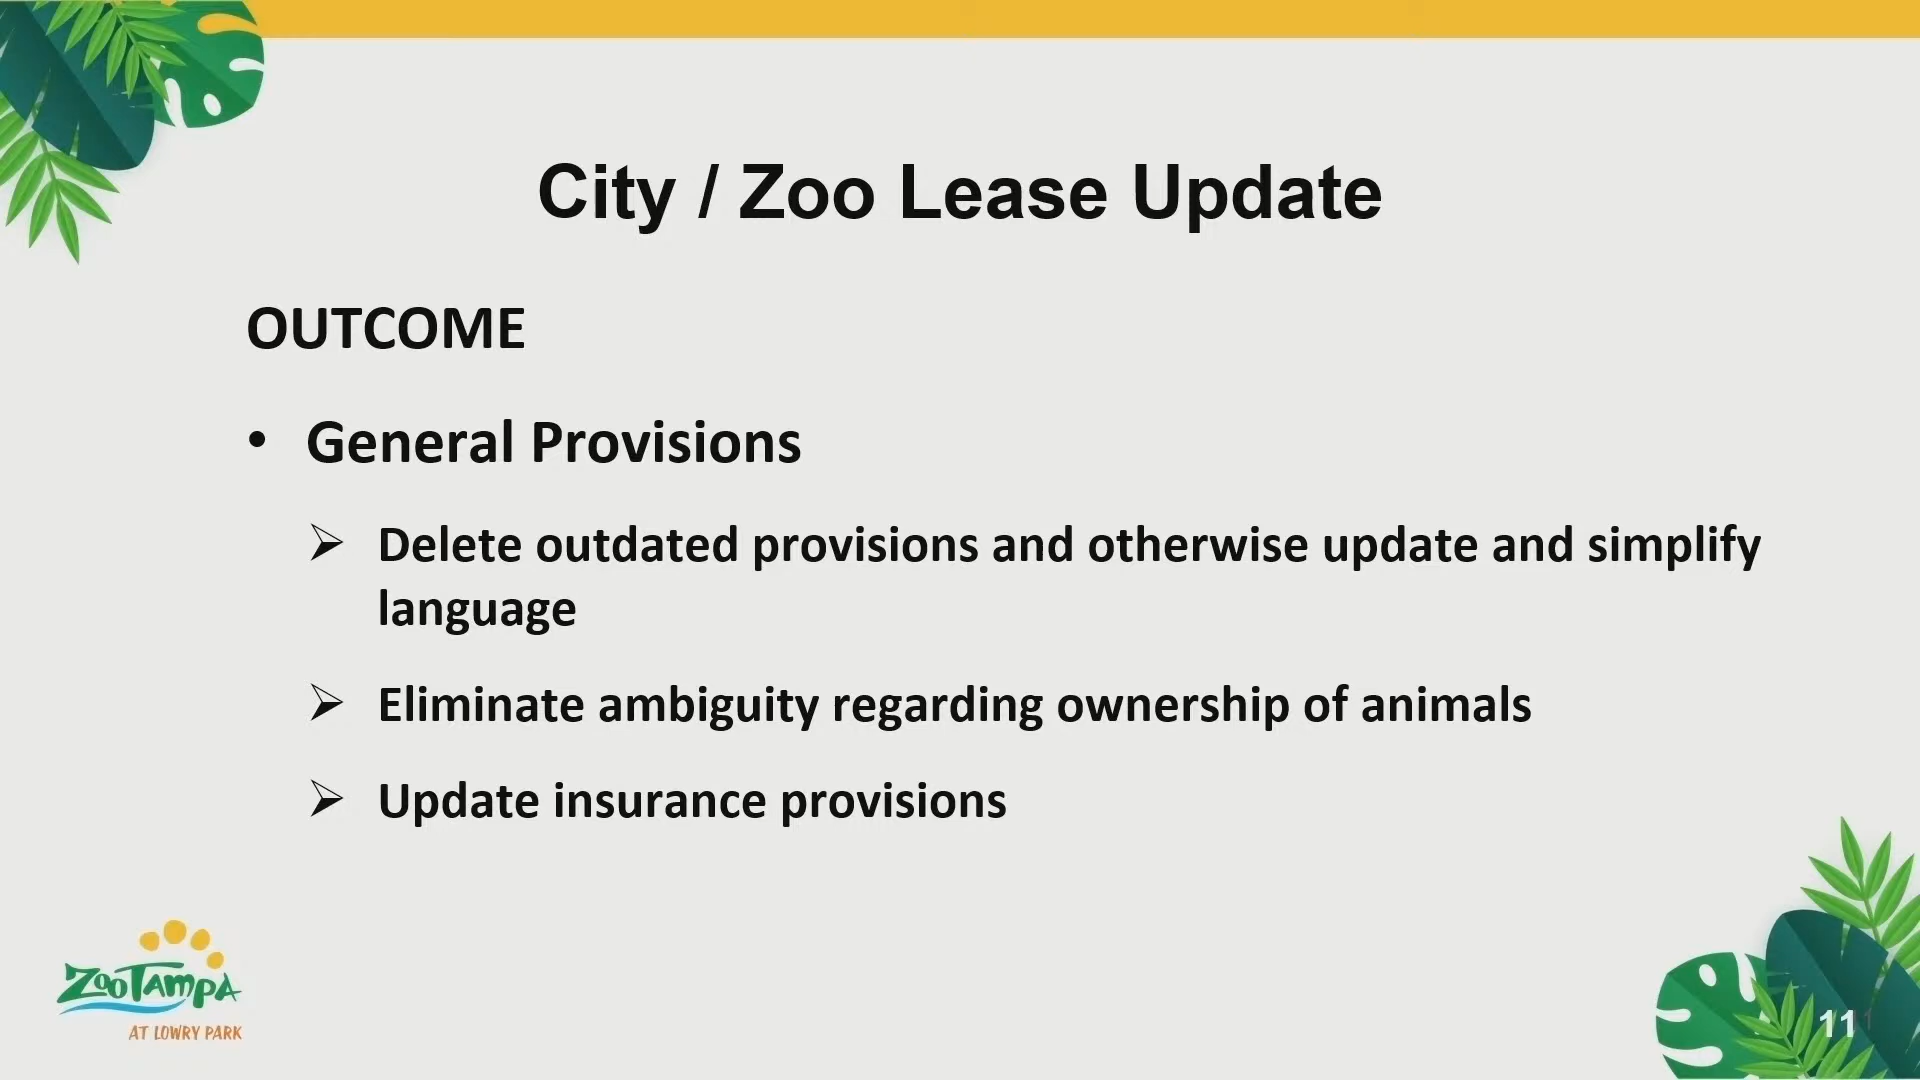 City / Zoo Lease Update
OUTCOME
• General Provisions
➢ Delete outdated provisions and otherwise update and simplify
language
➢ Eliminate ambiguity regarding ownership of animals
➢ Update insurance provisions
ZooTampa
AT LOWRY PARK
11